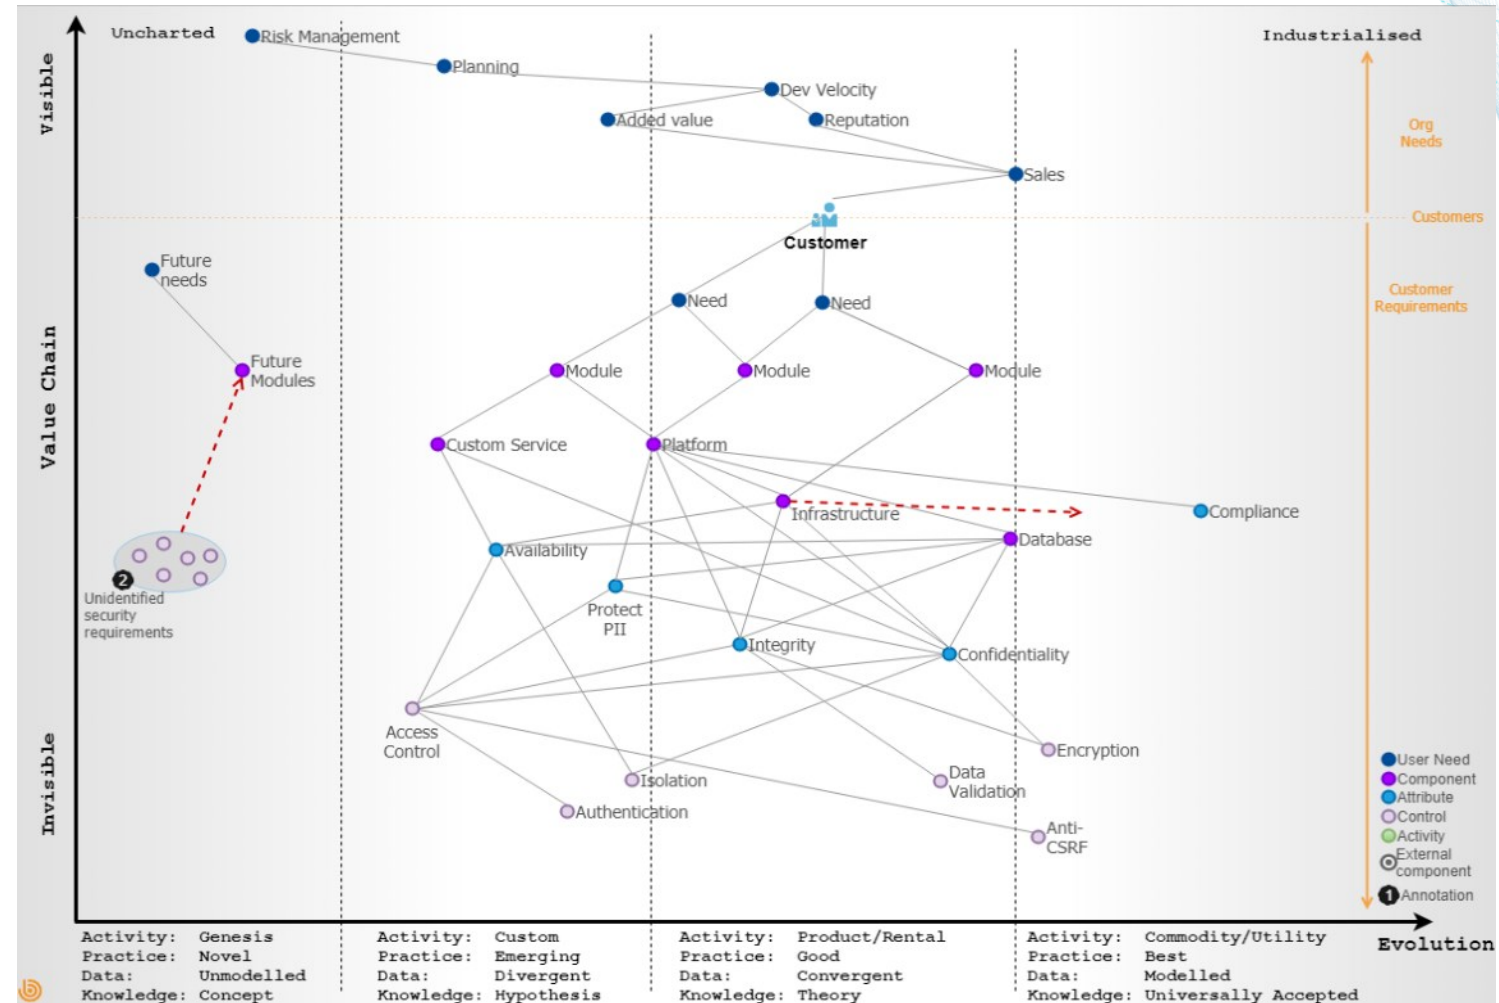 Uncharted
Industrialised
Visible
Value Chain
Invisible
Risk Management
Planning
Dev Velocity
Added value
Reputation
Sales
Org
Needs
Customers
Customer
Future
needs
Need
Need
Customer
Requirements
Future
Modules
Module
Module
Module
Custom Service
Platform
Infrastructure
Compliance
Database
Availability
2
Unidentified
security
requirements
Protect
PII
Integrity
Confidentiality
Access
Control
Encryption
Isolation
Data
Validation
Authentication
Anti-
CSRF
User Need
Component
Attribute
Control
Activity
External
component
1 Annotation
Evolution
Activity: Genesis
Practice: Novel
Data: Unmodelled
Knowledge: Concept
Activity: Custom
Practice: Emerging
Data: Divergent
Knowledge: Hypothesis
Activity: Product/Rental
Practice: Good
Data: Convergent
Knowledge: Theory
Activity: Commodity/Utility
Practice: Best
Data: Modelled
Knowledge: Universally Accepted